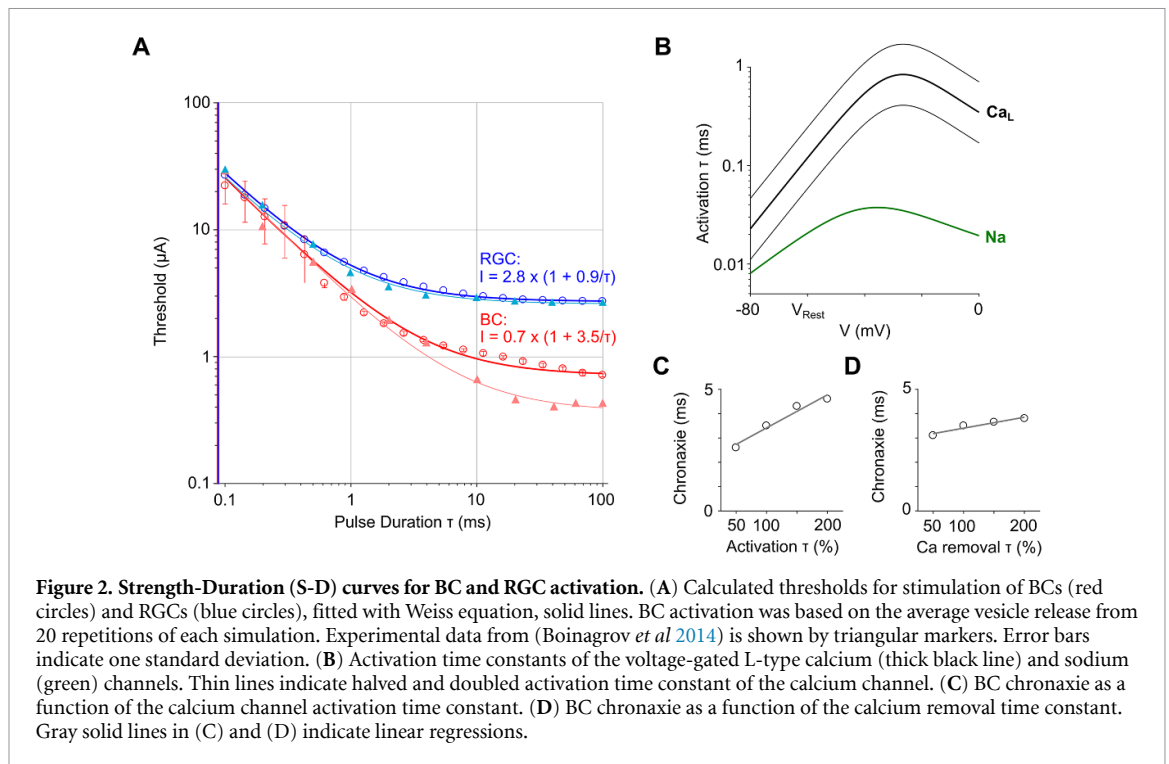 A
100
10
1
0.1
Threshold (µA)
0.1
1
10
100
Pulse Duration τ (ms)
RGC:
I = 2.8 x (1 + 0.9/τ)
BC:
I = 0.7 x (1 + 3.5/τ)
B
1
0.1
0.01
Activation τ (ms)
CaL
Na
-80
VRest
0
V (mV)
C
5
0
Chronaxie (ms)
50 100 200
Activation τ (%)
D
5
0
Chronaxie (ms)
50 100 200
Ca removal τ (%)
Figure 2. Strength-Duration (S-D) curves for BC and RGC activation. (A) Calculated thresholds for stimulation of BCs (red
circles) and RGCs (blue circles), fitted with Weiss equation, solid lines. BC activation was based on the average vesicle release from
20 repetitions of each simulation. Experimental data from (Boinagrov et al 2014) is shown by triangular markers. Error bars
indicate one standard deviation. (B) Activation time constants of the voltage-gated L-type calcium (thick black line) and sodium
(green) channels. Thin lines indicate halved and doubled activation time constant of the calcium channel. (C) BC chronaxie as a
function of the calcium channel activation time constant. (D) BC chronaxie as a function of the calcium removal time constant.
Gray solid lines in (C) and (D) indicate linear regressions.